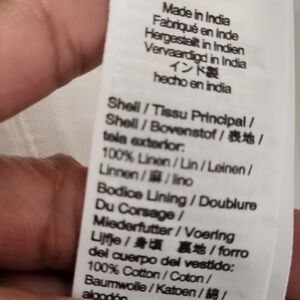 Made in India
Fabriqué en Inde
Hergestellt in Indien
Vervaardigd in India
インド製
hecho en india
Shell / Tissu Principal /
Shell / Bovenstof / 表地 /
tela exterior:
100% Linen / Lin / Leinen /
Linnen / 麻 / lino
Bodice Lining / Doublure
Du Corsage /
Miederfutter / Voering
Lijfje / 身頃 裏地 / forro
del cuerpo del vestido:
100% Cotton / Coton /
Baumwolle / Katoen / 綿 /
algodón